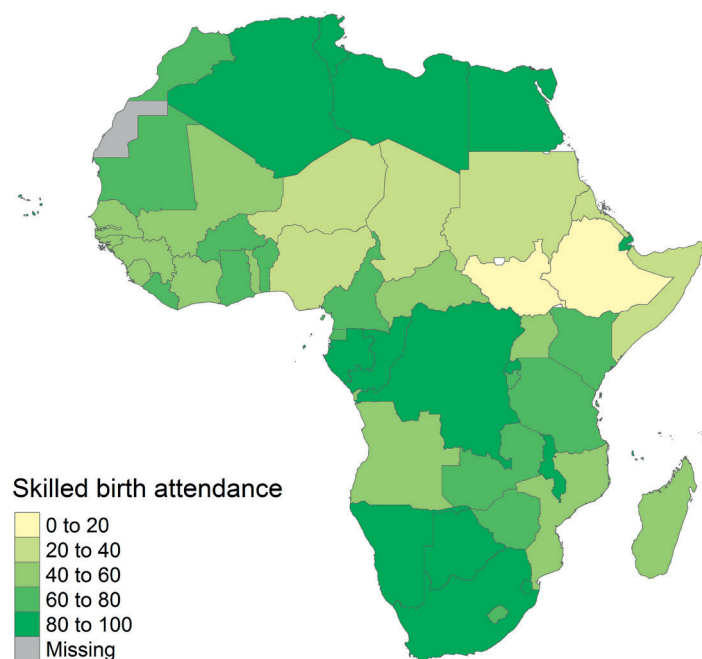 Skilled birth attendance
0 to 20
20 to 40
40 to 60
60 to 80
80 to 100
Missing